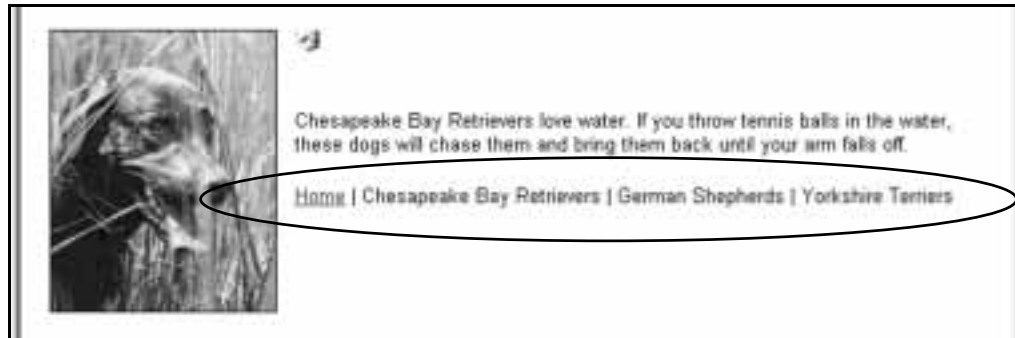 Chesapeake Bay Retrievers love water. If you throw tennis balls in the water,
these dogs will chase them and bring them back until your arm falls off.
Home | Chesapeake Bay Retrievers | German Shepherds | Yorkshire Terriers